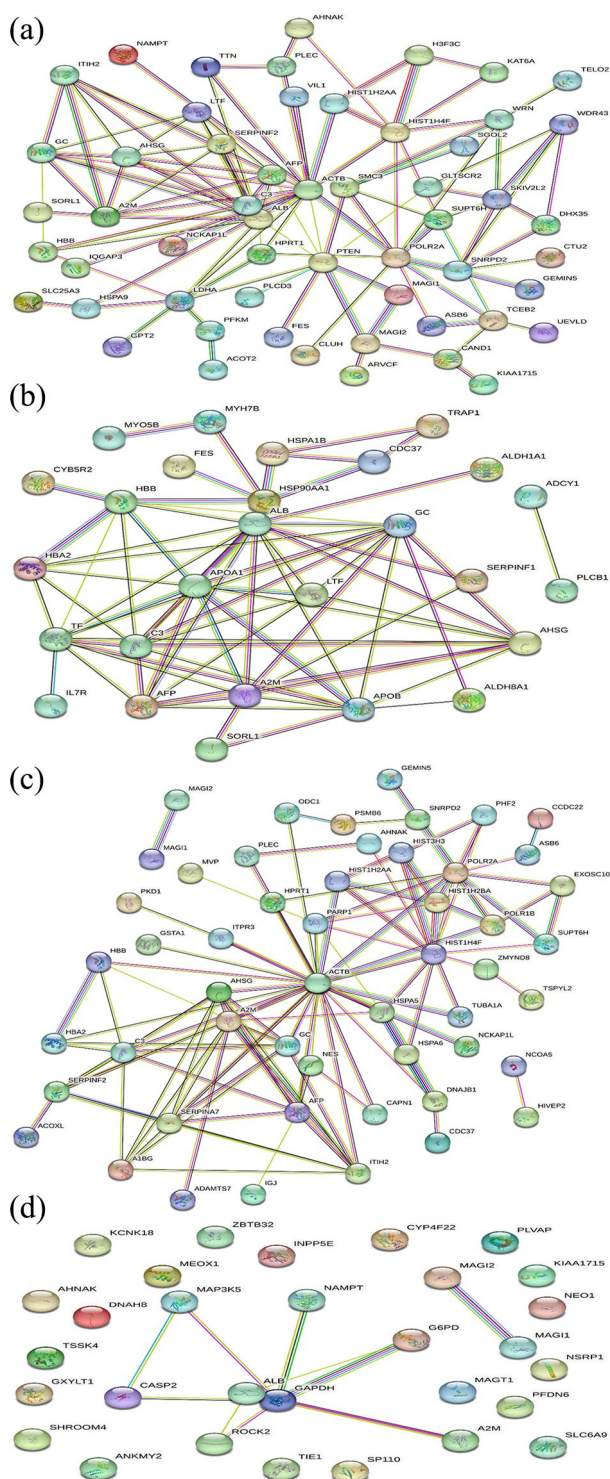 (a)
AHNAK
NAMPT
TTN
PLEC
H3F3C
ITIH2
KAT6A
VIL1
HIST1H2AA
TELO2
LTF
HIST1H4F
WRN
WDR43
SERPINF2
SGOL2
GC
AHSG
AFP
ACTB
SMC3
GLTSCR2
SKIV2L2
SORL1
A2M
C3
ALB
SUPT6H
DHX35
HBB
NCKAP1L
HPRT1
PTEN
POLR2A
SNRPD2
CTU2
IQGAP3
SLC25A3
HSPA9
LDHA
PLCD3
MAGI1
GEMIN5
PFKM
FES
ASB6
TCEB2
UEVLD
GPT2
CLUH
MAGI2
CAND1
ACOT2
ARVCF
KIAA1715
(b)
MYH7B
MYO5B
TRAP1
HSPA1B
FES
CDC37
CYB5R2
ALDH1A1
HBB
HSP90AA1
ADCY1
ALB
GC
HBA2
APOA1
SERPINF1
LTF
PLCB1
TF
C3
AHSG
IL7R
AFP
A2M
APOB
ALDH8A1
SORL1
(c)
GEMIN5
MAGI2
ODC1
SNRPD2
PHF2
PSMB6
CCDC22
MAGI1
PLEC
AHNAK
HIST3H3
ASB6
MVP
POLR2A
HIST1H2AA
EXOSC10
PKD1
HPRT1
HIST1H2BA
PARP1
POLR1B
GSTA1
ITPR3
HIST1H4F
SUPT6H
HBB
ZMYND8
ACTB
AHSG
TSPYL2
A2M
HSPA5
TUBA1A
HBA2
C3
GC
NCKAP1L
NES
HSPA6
NCOA5
SERPINF2
AFP
CAPN1
DNAJB1
HIVEP2
ACOXL
SERPINA7
CDC37
A1BG
ITIH2
ADAMTS7
IGJ
(d)
KCNK18
ZBTB32
INPP5E
CYP4F22
PLVAP
MEOX1
MAGI2
KIAA1715
AHNAK
MAP3K5
NAMPT
NEO1
DNAH8
G6PD
MAGI1
TSSK4
NSRP1
ALB
GAPDH
GXYLT1
CASP2
MAGT1
PFDN6
SHROOM4
ROCK2
A2M
SLC6A9
ANKMY2
TIE1
SP110